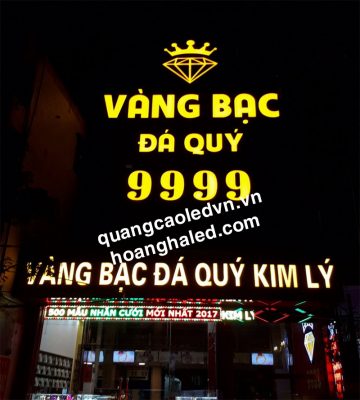 VÀNG BẠC
ĐÁ QUÝ
9999
quangcaoledvn.vn
hoanghaled.com
VÀNG BẠC ĐÁ QUÝ KIM LÝ
500 MẪU NHẪN CƯỚI MỚI NHẤT 2017 KIM LÝ